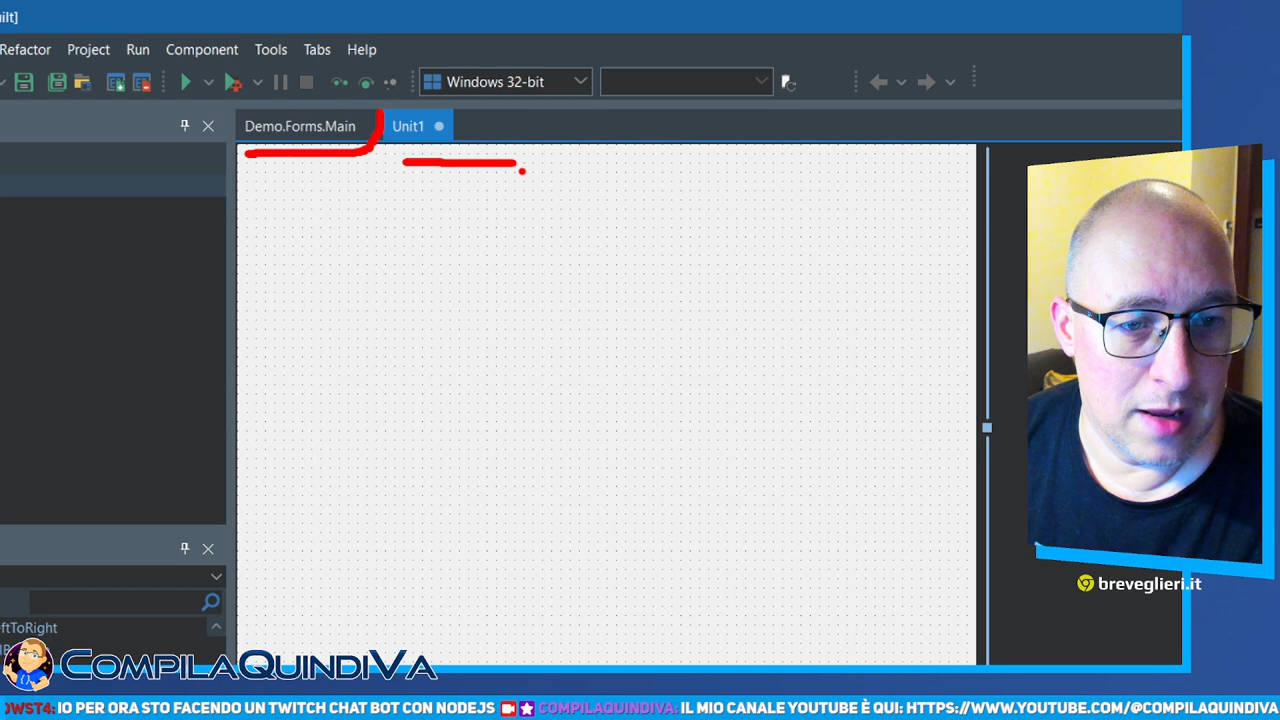 ilt]
Refactor Project Run Component Tools Tabs Help
Windows 32-bit
Demo.Forms.Main Unit1
ftToRight
breveglieri.it
COMPILAQUINDIVA
OWST4: IO PER ORA STO FACENDO UN TWITCH CHAT BOT CON NODEJS COMPILAQUINDIVA: IL MIO CANALE YOUTUBE È QUI: HTTPS://WWW.YOUTUBE.COM/@COMPILAQUINDIVA